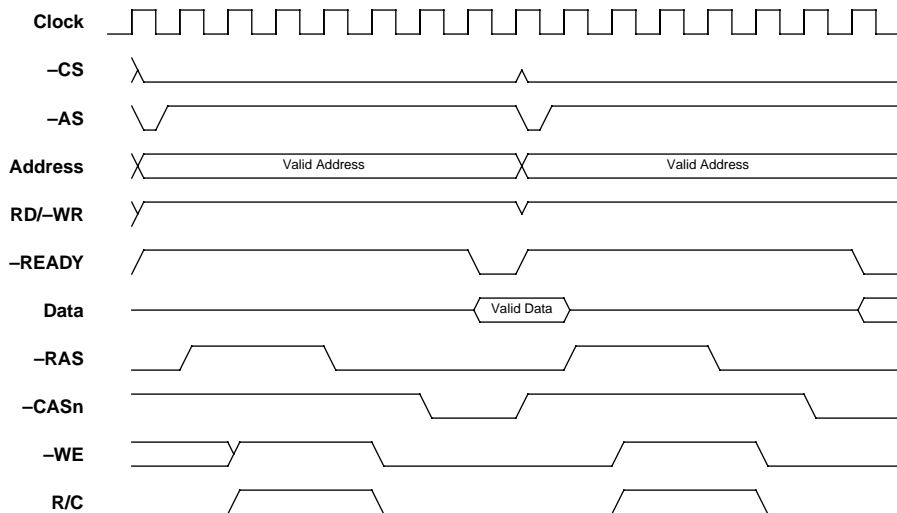 Clock
–CS
–AS
Address Valid Address Valid Address
RD/–WR
–READY
Data Valid Data
–RAS
–CASn
–WE
R/C